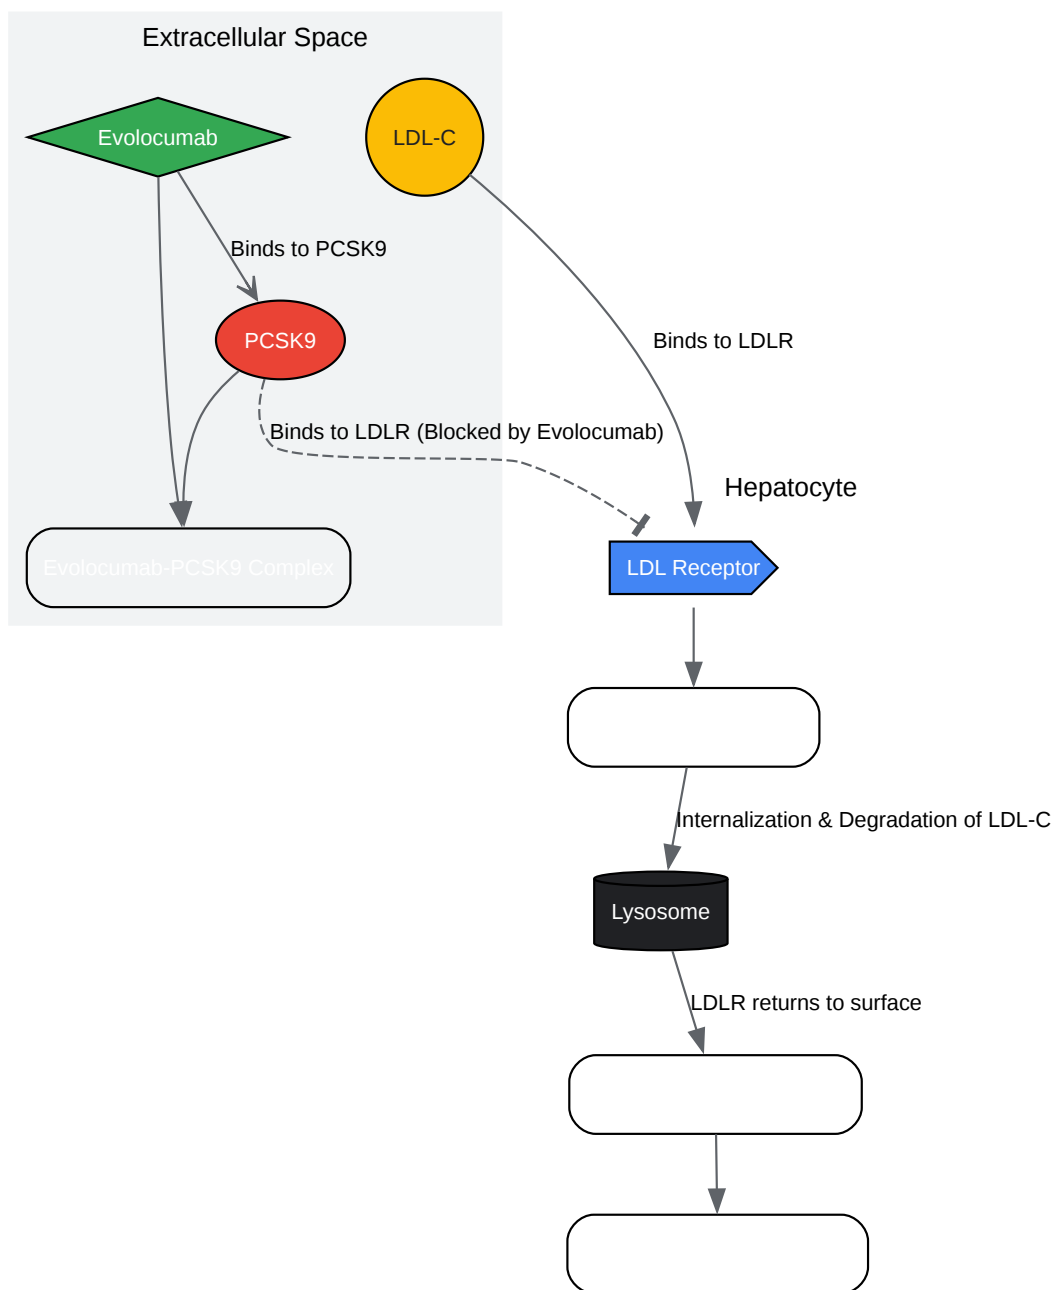 Extracellular Space
Evolocumab
LDL-C
Binds to PCSK9
PCSK9
Binds to LDLR
Binds to LDLR (Blocked by Evolocumab)
Hepatocyte
Evolocumab-PCSK9 Complex
LDL Receptor
Internalization & Degradation of LDL-C
Lysosome
LDLR returns to surface